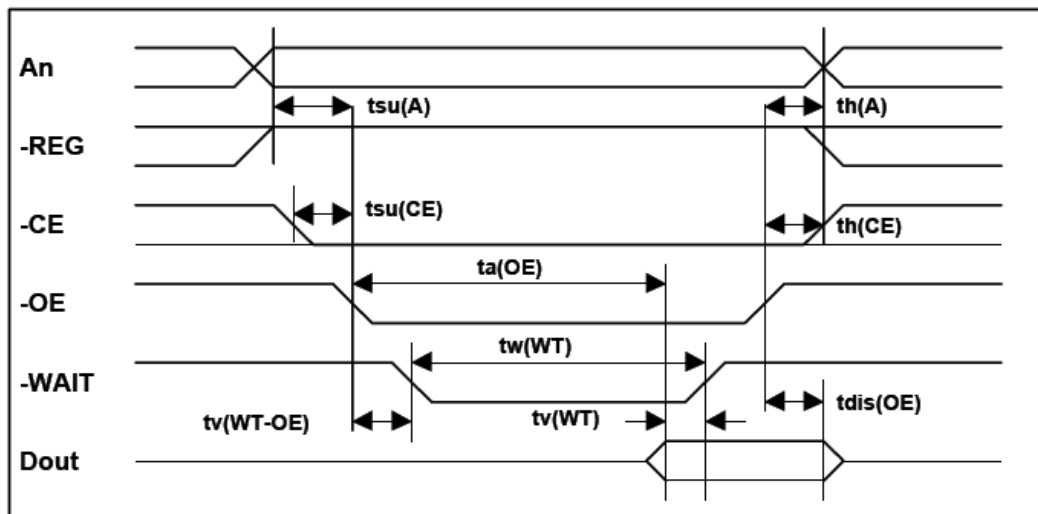 An
tsu(A)
th(A)
-REG
tsu(CE)
-CE
th(CE)
ta(OE)
-OE
tw(WT)
-WAIT
tdis(OE)
tv(WT-OE)
tv(WT)
Dout